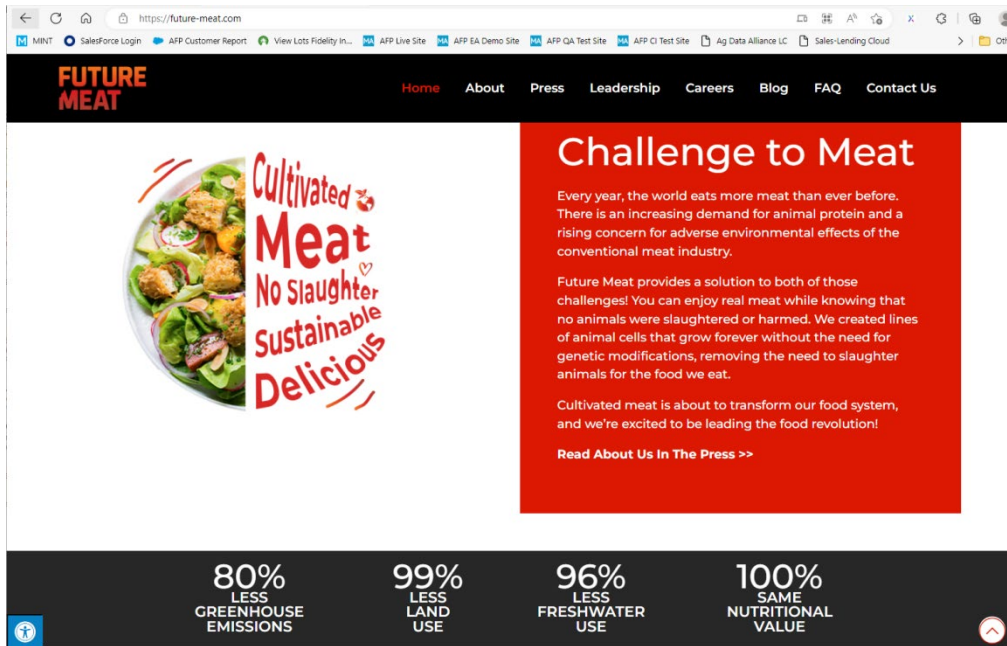 https://future-meat.com
MINT SalesForce Login AFP Customer Report View Lots Fidelity In... MA AFP Live Site MA AFP EA Demo Site MA AFP QA Test Site MA AFP CI Test Site Ag Data Alliance LC Sales-Lending Cloud
FUTURE
MEAT
Home About Press Leadership Careers Blog FAQ Contact Us
Cultivated
Meat
No Slaughter
Sustainable
Delicious
Challenge to Meat
Every year, the world eats more meat than ever before.
There is an increasing demand for animal protein and a
rising concern for adverse environmental effects of the
conventional meat industry.
Future Meat provides a solution to both of those
challenges! You can enjoy real meat while knowing that
no animals were slaughtered or harmed. We created lines
of animal cells that grow forever without the need for
genetic modifications, removing the need to slaughter
animals for the food we eat.
Cultivated meat is about to transform our food system,
and we're excited to be leading the food revolution!
Read About Us In The Press >>
80%
LESS
GREENHOUSE
EMISSIONS
99%
LESS
LAND
USE
96%
LESS
FRESHWATER
USE
100%
SAME
NUTRITIONAL
VALUE